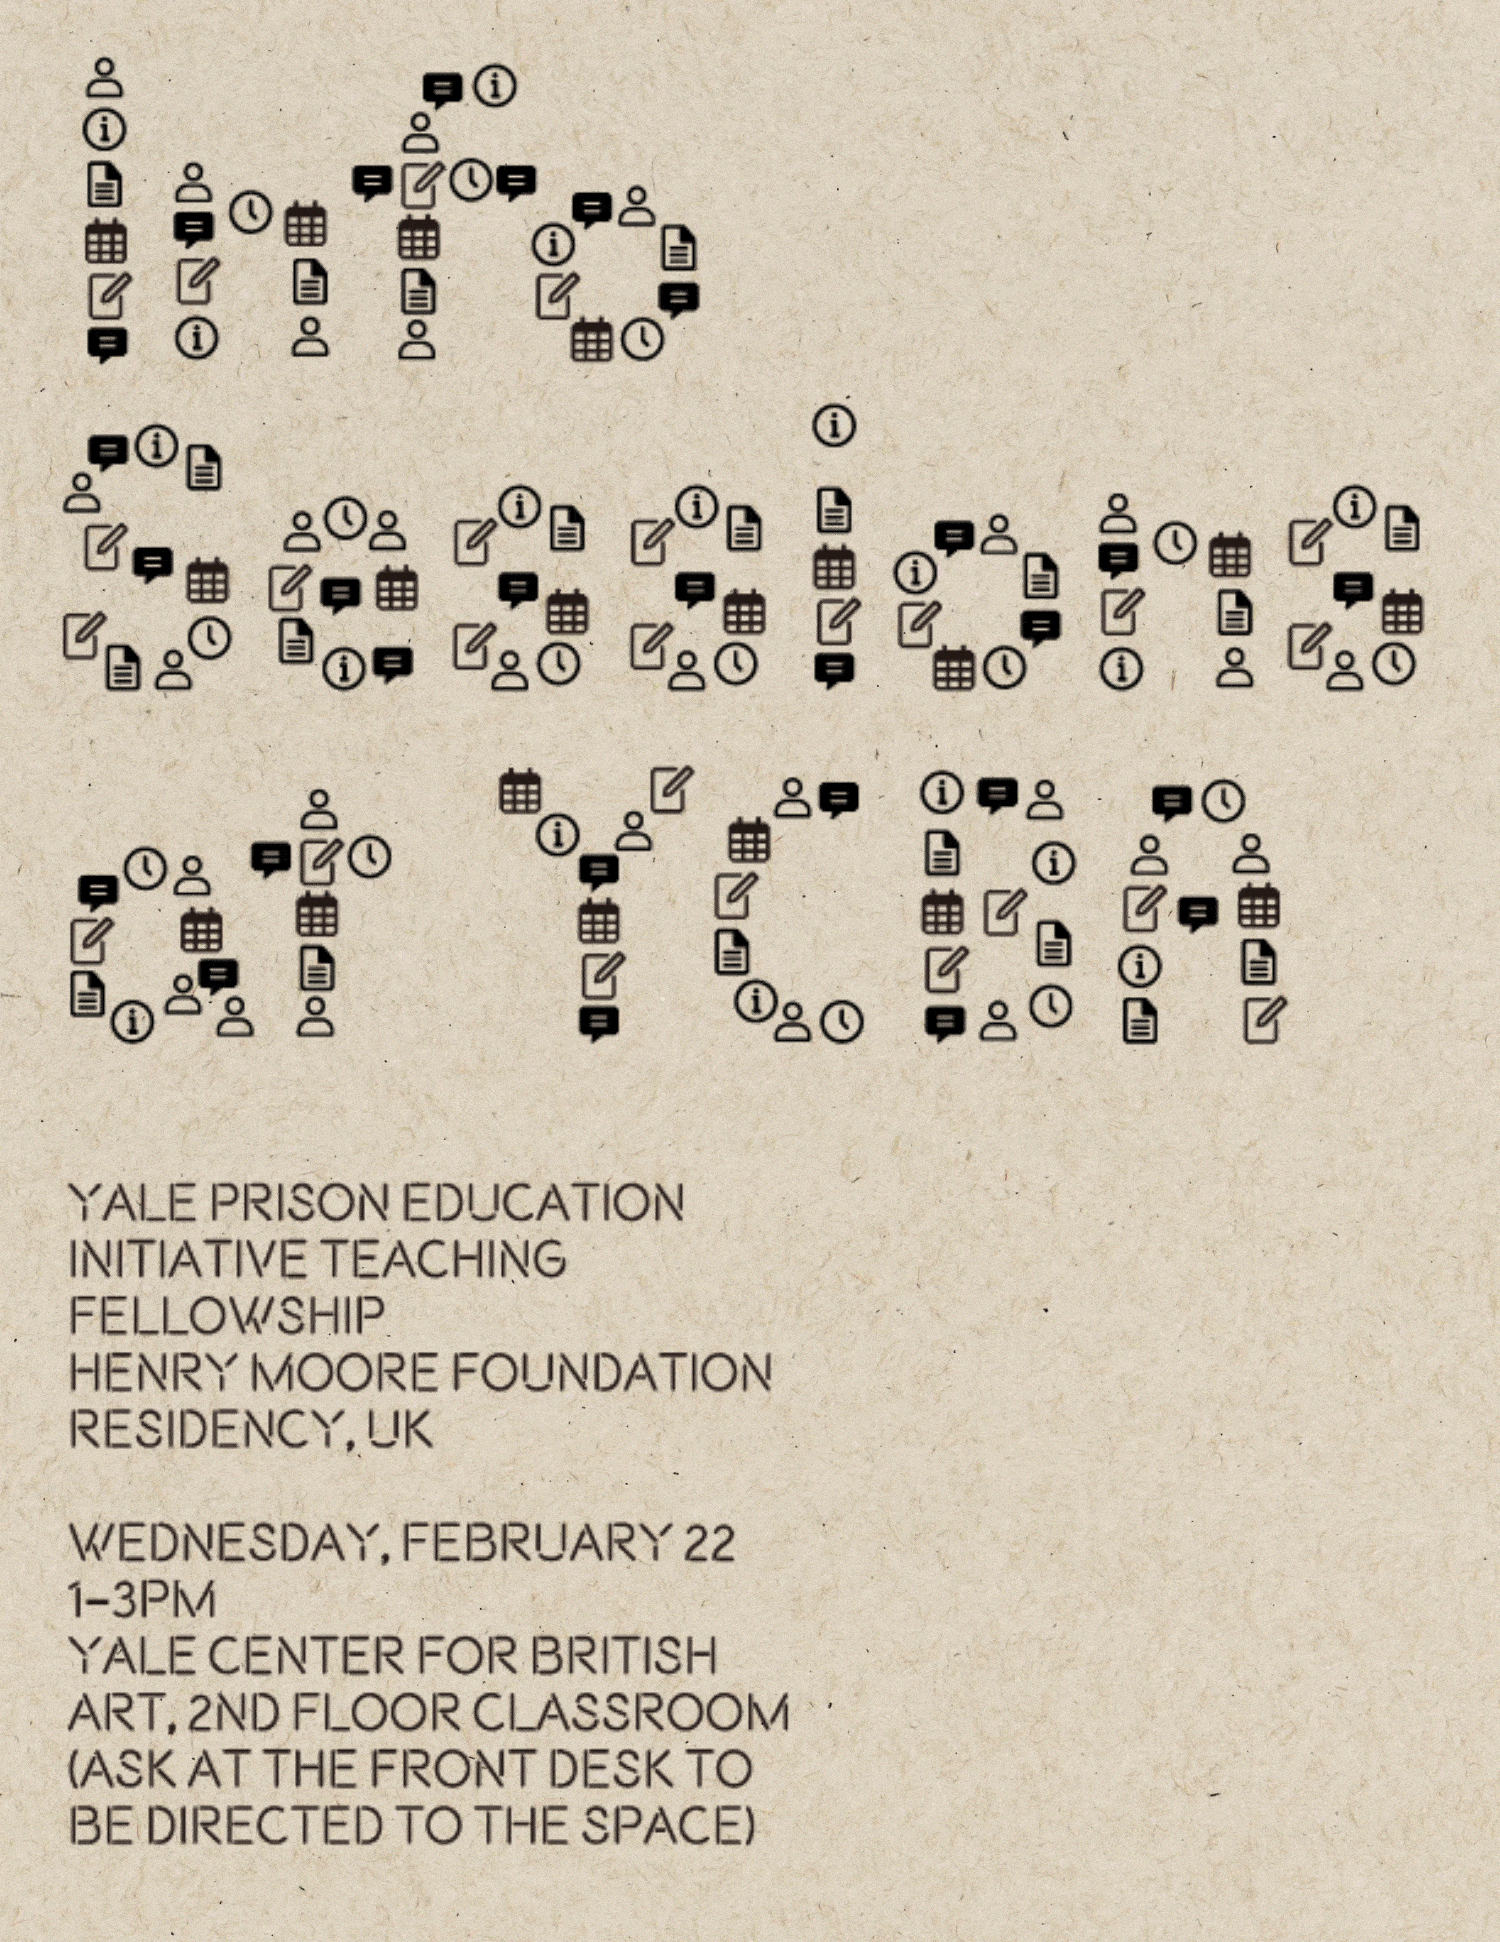 Info
Sessions
at YCBA
YALE PRISON EDUCATION
INITIATIVE TEACHING
FELLOWSHIP
HENRY MOORE FOUNDATION
RESIDENCY, UK
WEDNESDAY, FEBRUARY 22
1–3PM
YALE CENTER FOR BRITISH
ART, 2ND FLOOR CLASSROOM
(ASK AT THE FRONT DESK TO
BE DIRECTED TO THE SPACE)